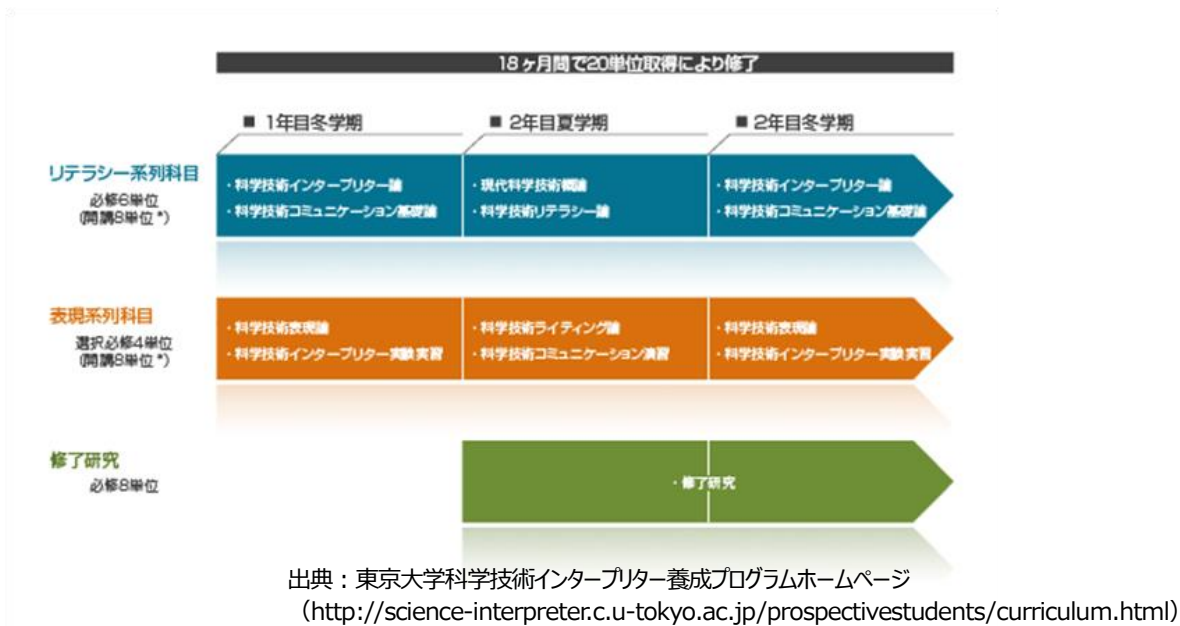 18ヶ月間で20単位取得により修了
■ 1年目冬学期
■ 2年目夏学期
■ 2年目冬学期
リテラシー系列科目
必修6単位
(開講8単位*)
・科学技術インタープリター論
・科学技術コミュニケーション基礎論
・現代科学技術概論
・科学技術リテラシー論
・科学技術インタープリター論
・科学技術コミュニケーション基礎論
表現系列科目
選択必修4単位
(開講8単位*)
・科学技術表現論
・科学技術インタープリター実験実習
・科学技術ライティング論
・科学技術コミュニケーション演習
・科学技術表現論
・科学技術インタープリター実験実習
修了研究
必修8単位
・修了研究
出典：東京大学科学技術インタープリター養成プログラムホームページ
（http://science-interpreter.c.u-tokyo.ac.jp/prospectivestudents/curriculum.html）